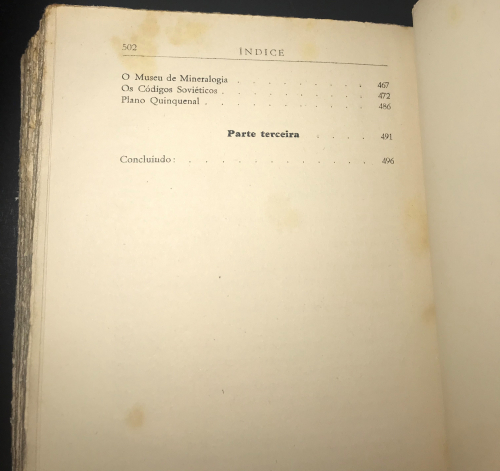 502 ÍNDICE
O Museu de Mineralogia . . . . . . . . 467
Os Códigos Soviéticos . . . . . . . . 472
Plano Quinquenal . . . . . . . . 486
Parte terceira . . . . 491
Concluindo: . . . . . . . . . . . 496